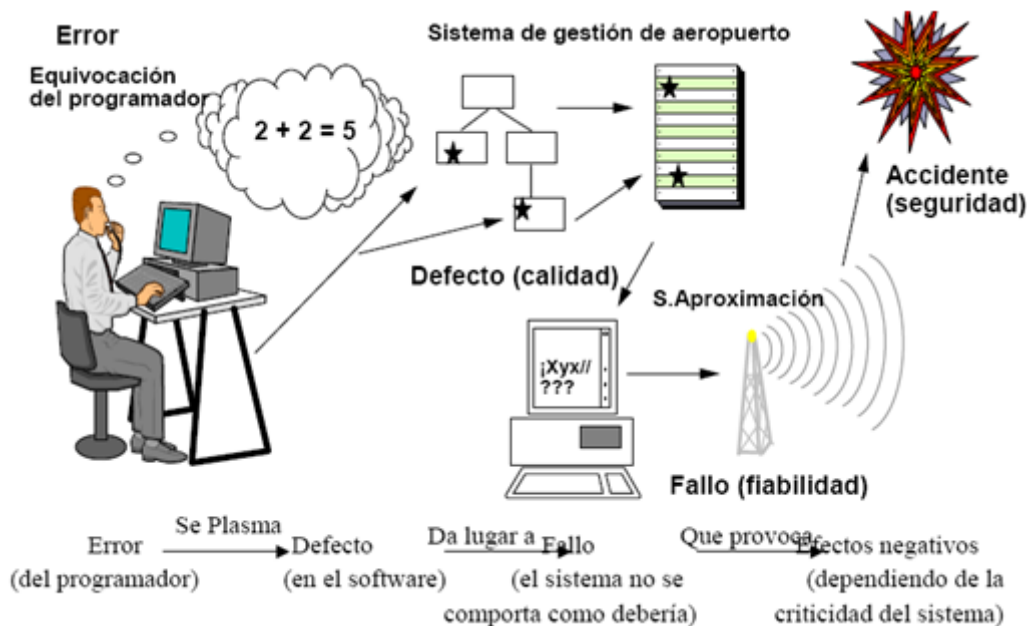 Error
Equivocación
del programador
2 + 2 = 5
Sistema de gestión de aeropuerto
Accidente
(seguridad)
Defecto (calidad)
S.Aproximación
¡Xyx//
???
Fallo (fiabilidad)
Error Se Plasma Defecto Da lugar a Fallo Que provoca Efectos negativos
(del programador) (en el software) (el sistema no se (dependiendo de la
comporta como debería) criticidad del sistema)